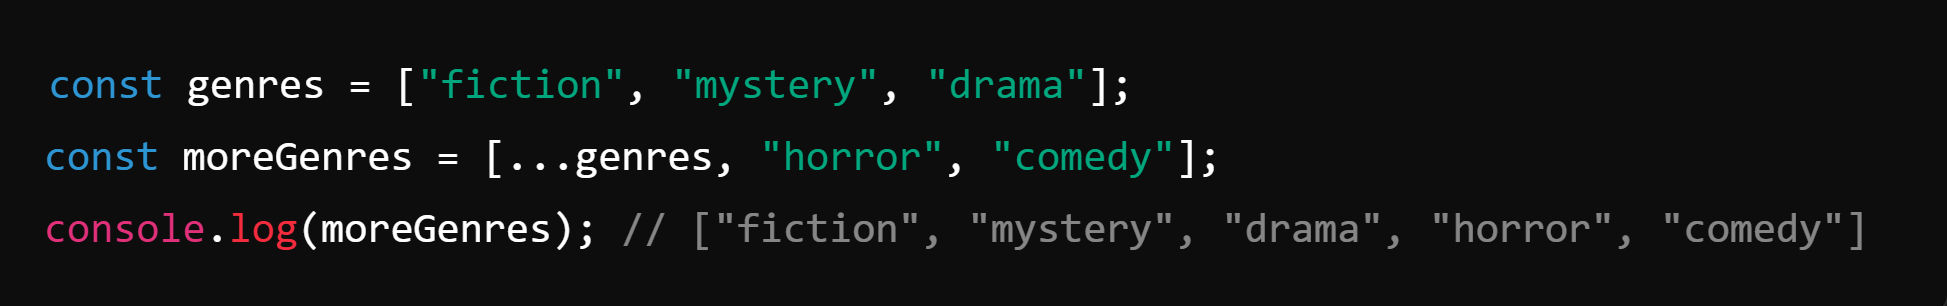 const genres = ["fiction", "mystery", "drama"];
const moreGenres = [...genres, "horror", "comedy"];
console.log(moreGenres); // ["fiction", "mystery", "drama", "horror", "comedy"]